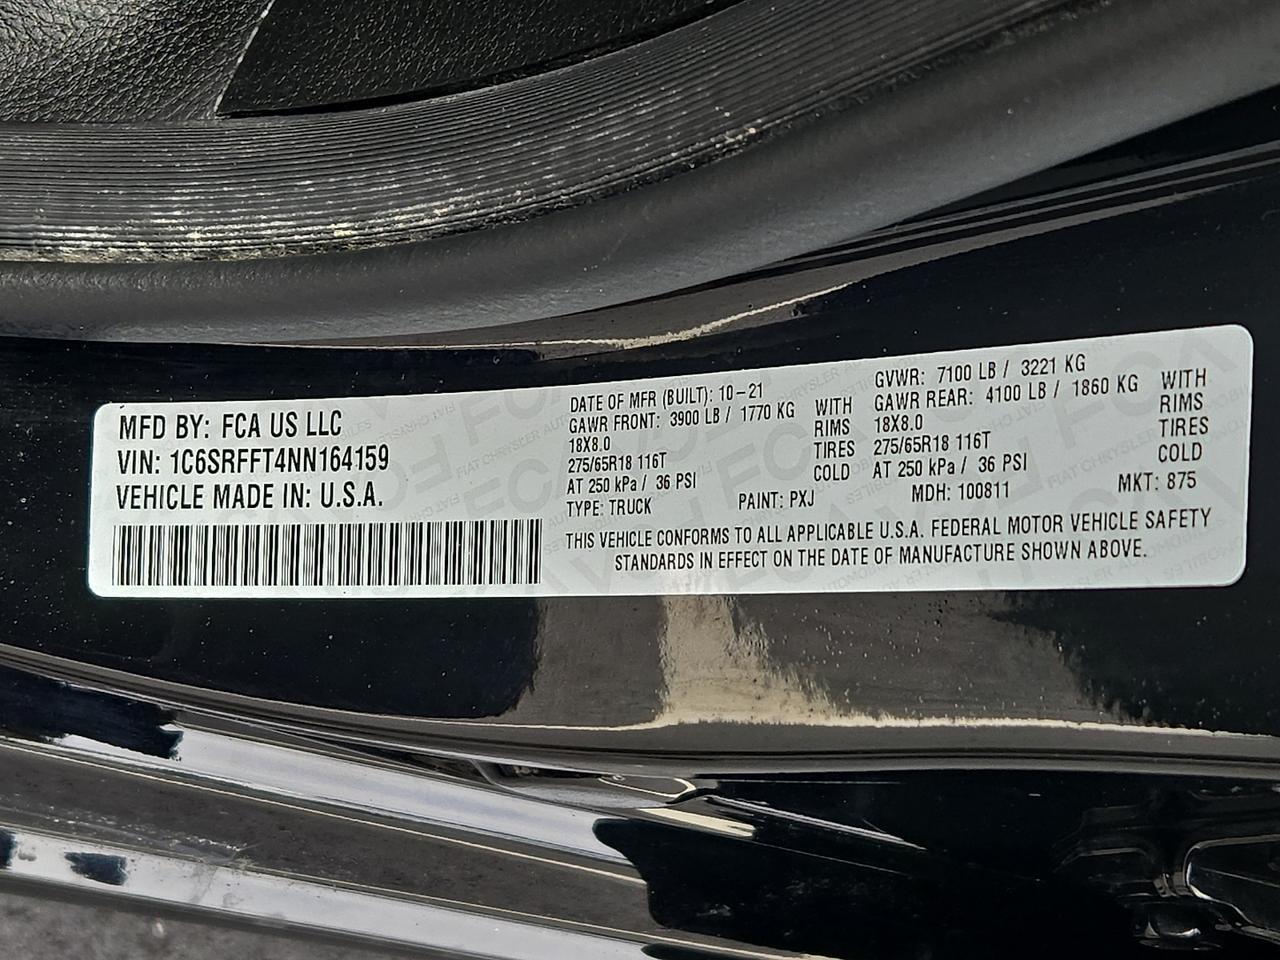 MFD BY: FCA US LLC
VIN: 1C6SRFFT4NN164159
VEHICLE MADE IN: U.S.A.
DATE OF MFR (BUILT): 10-21
GAWR FRONT: 3900 LB / 1770 KG WITH
18X8.0 RIMS
275/65R18 116T TIRES
AT 250 kPa / 36 PSI COLD
GVWR: 7100 LB / 3221 KG
GAWR REAR: 4100 LB / 1860 KG WITH
18X8.0 RIMS
275/65R18 116T TIRES
AT 250 kPa / 36 PSI COLD
TYPE: TRUCK PAINT: PXJ MDH: 100811 MKT: 875
THIS VEHICLE CONFORMS TO ALL APPLICABLE U.S.A. FEDERAL MOTOR VEHICLE SAFETY
STANDARDS IN EFFECT ON THE DATE OF MANUFACTURE SHOWN ABOVE.